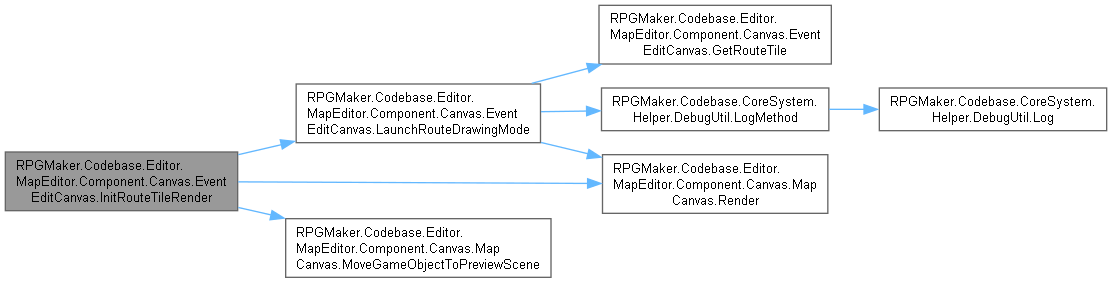 RPGMaker.Codebase.Editor.
MapEditor.Component.Canvas.Event
EditCanvas.InitRouteTileRender
RPGMaker.Codebase.Editor.
MapEditor.Component.Canvas.Event
EditCanvas.LaunchRouteDrawingMode
RPGMaker.Codebase.Editor.
MapEditor.Component.Canvas.Event
EditCanvas.GetRouteTile
RPGMaker.Codebase.CoreSystem.
Helper.DebugUtil.LogMethod
RPGMaker.Codebase.CoreSystem.
Helper.DebugUtil.Log
RPGMaker.Codebase.Editor.
MapEditor.Component.Canvas.Map
Canvas.Render
RPGMaker.Codebase.Editor.
MapEditor.Component.Canvas.Map
Canvas.MoveGameObjectToPreviewScene